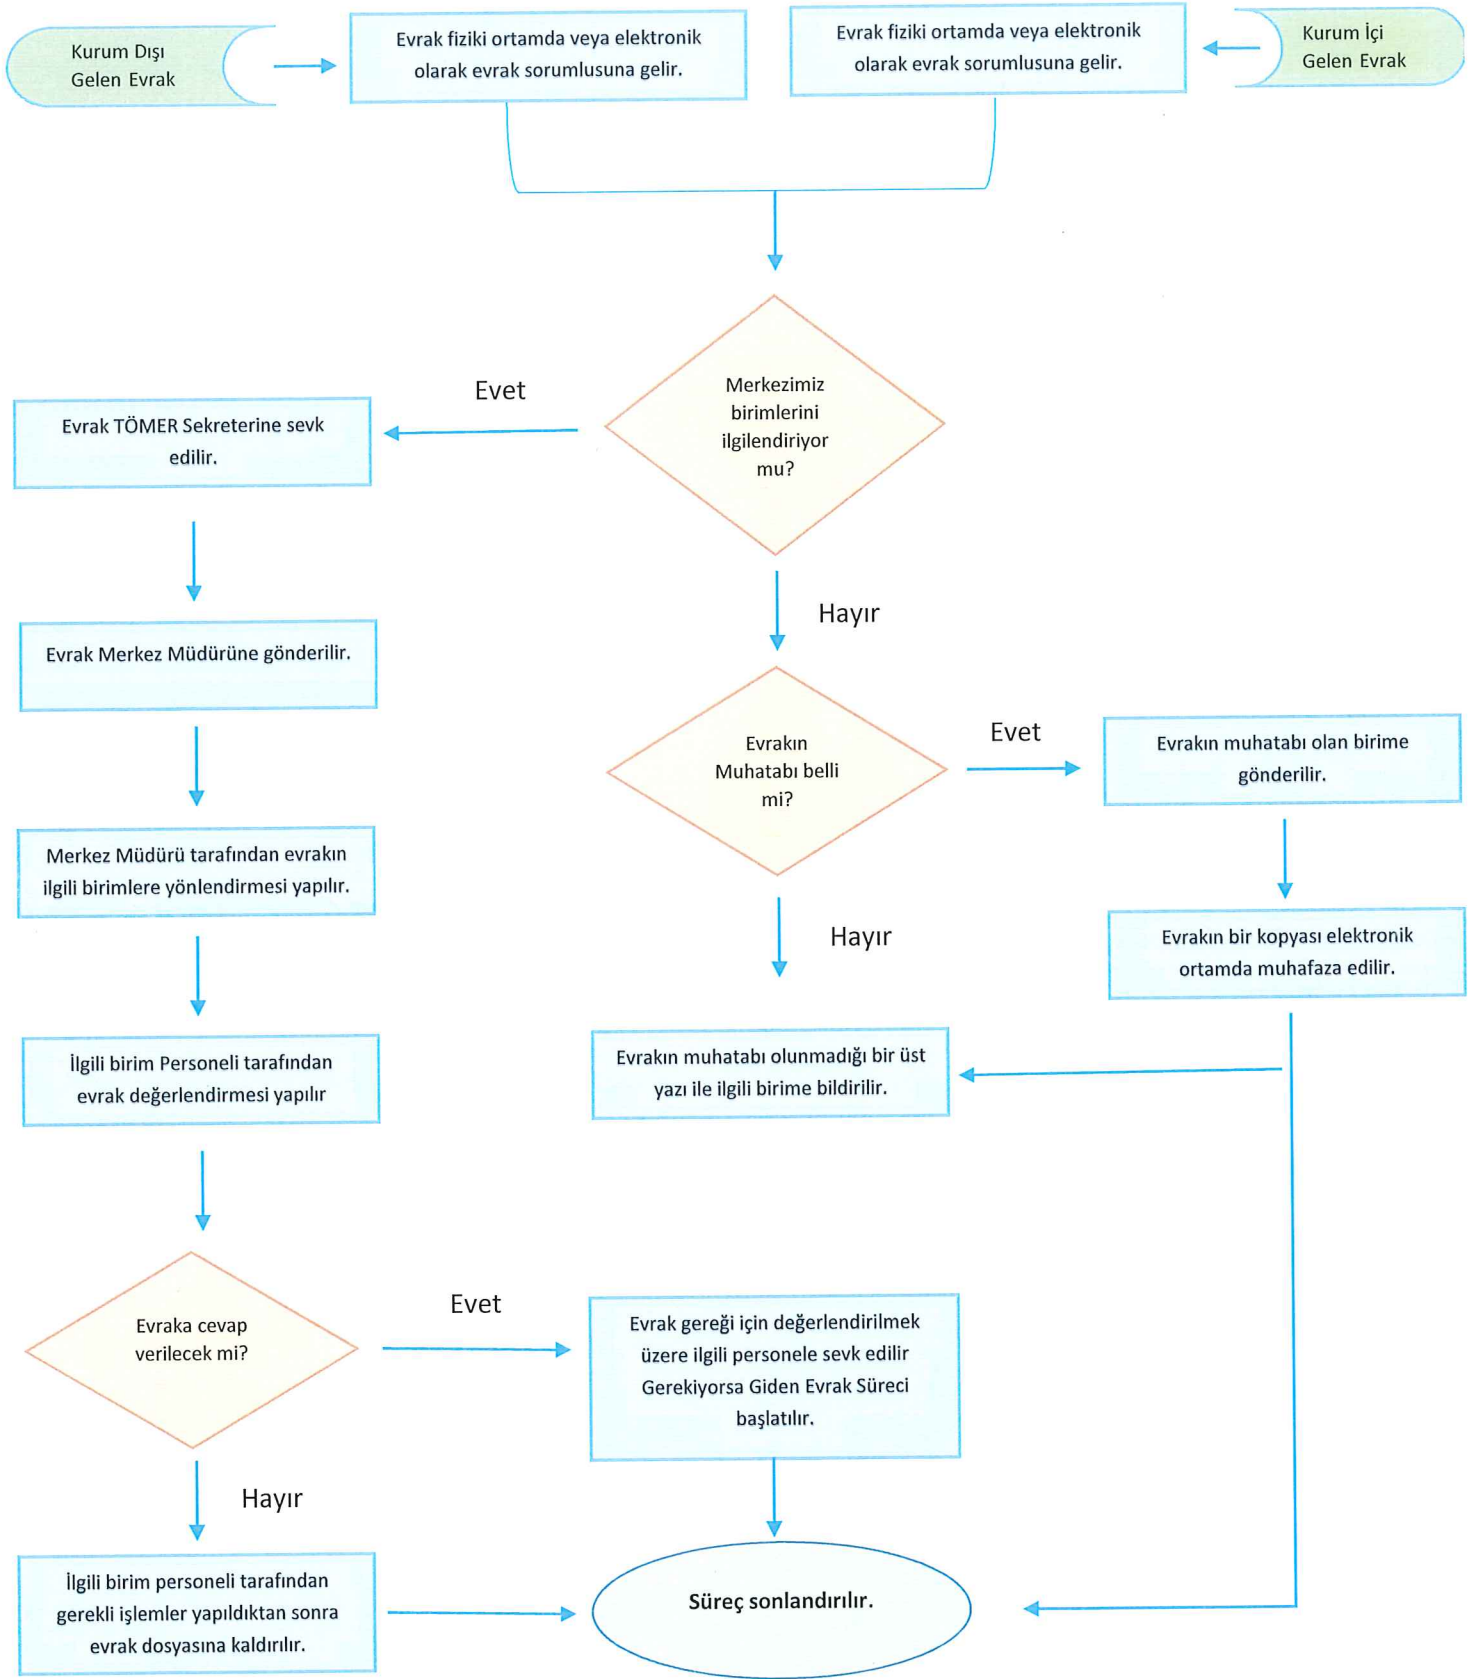 Kurum Dışı
Gelen Evrak
Evrak fiziki ortamda veya elektronik
olarak evrak sorumlusuna gelir.
Evrak fiziki ortamda veya elektronik
olarak evrak sorumlusuna gelir.
Kurum İçi
Gelen Evrak
Merkezimiz
birimlerini
ilgilendiriyor
mu?
Evet
Evrak TÖMER Sekreterine sevk
edilir.
Hayır
Evrak Merkez Müdürüne gönderilir.
Evrakın
Muhatabı belli
mi?
Evet
Evrakın muhatabı olan birime
gönderilir.
Merkez Müdürü tarafından evrakın
ilgili birimlere yönlendirmesi yapılır.
Hayır
Evrakın bir kopyası elektronik
ortamda muhafaza edilir.
İlgili birim Personeli tarafından
evrak değerlendirmesi yapılır
Evrakın muhatabı olunmadığı bir üst
yazı ile ilgili birime bildirilir.
Evraka cevap
verilecek mi?
Evet
Evrak gereği için değerlendirilmek
üzere ilgili personele sevk edilir
Gerekiyorsa Giden Evrak Süreci
başlatılır.
Hayır
İlgili birim personeli tarafından
gerekli işlemler yapıldıktan sonra
evrak dosyasına kaldırılır.
Süreç sonlandırılır.